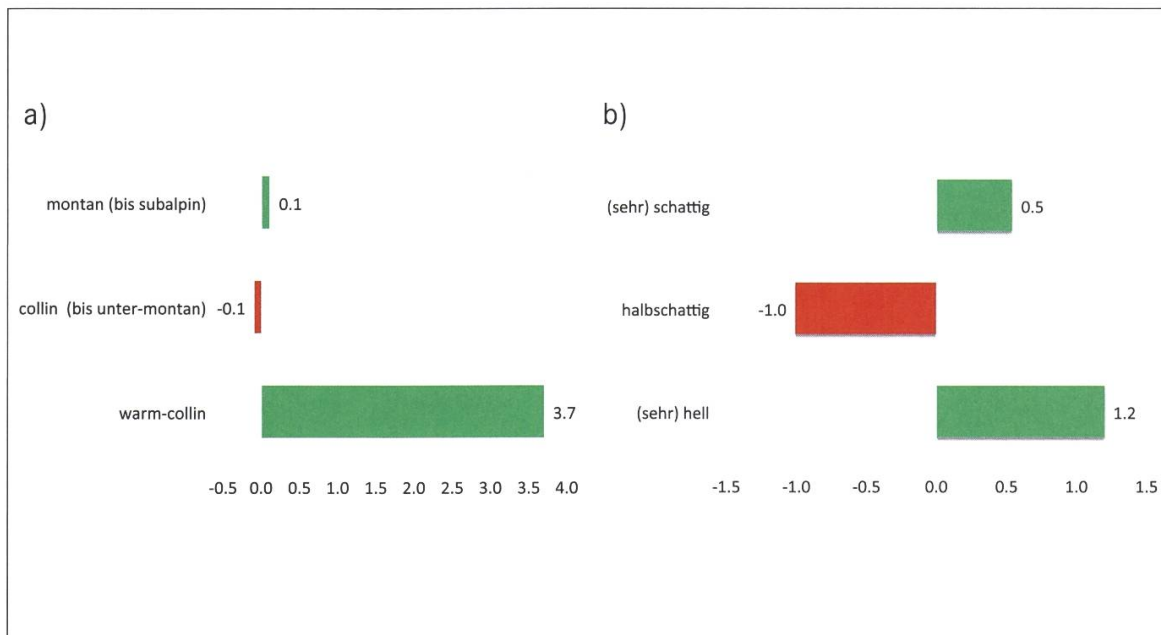 a)
montan (bis subalpin) 0.1
collin (bis unter-montan) -0.1
warm-collin 3.7
-0.5 0.0 0.5 1.0 1.5 2.0 2.5 3.0 3.5 4.0
b)
(sehr) schattig 0.5
halbschattig -1.0
(sehr) hell 1.2
-1.5 -1.0 -0.5 0.0 0.5 1.0 1.5